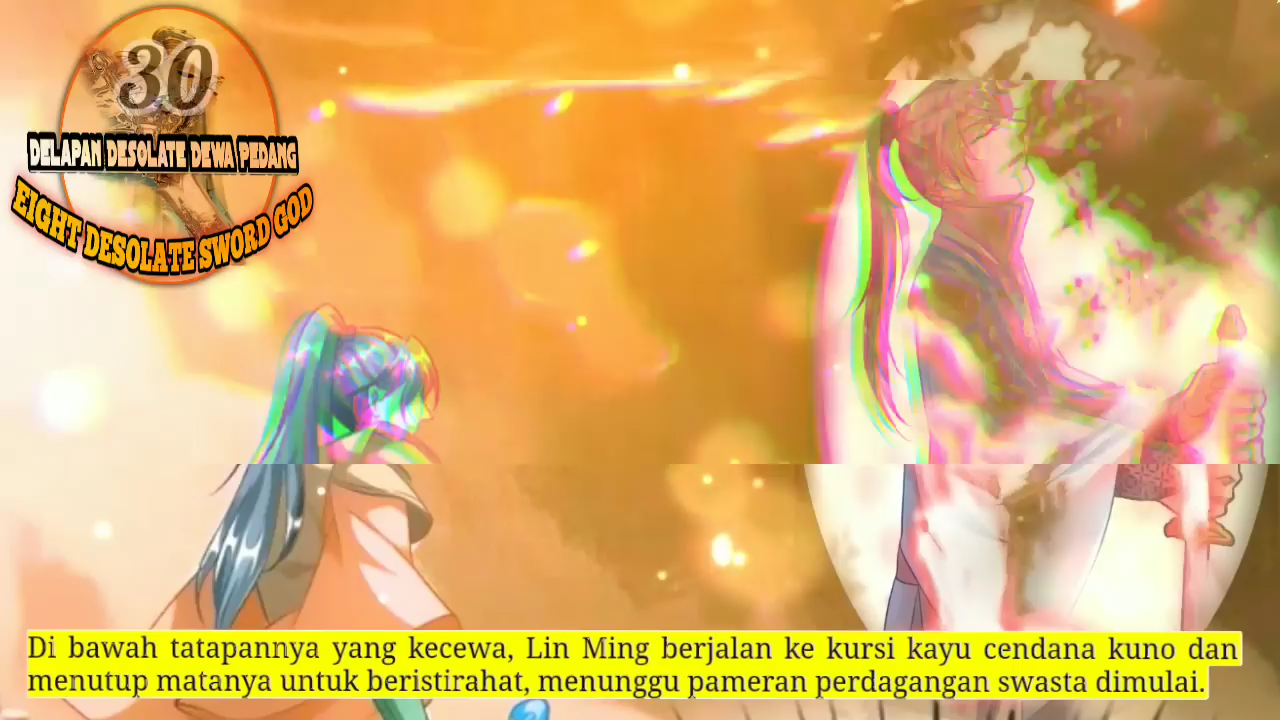 30
DELAPAN DESOLATE DEWA PEDANG
EIGHT DESOLATE SWORD GOD
Di bawah tatapannya yang kecewa, Lin Ming berjalan ke kursi kayu cendana kuno dan
menutup matanya untuk beristirahat, menunggu pameran perdagangan swasta dimulai.